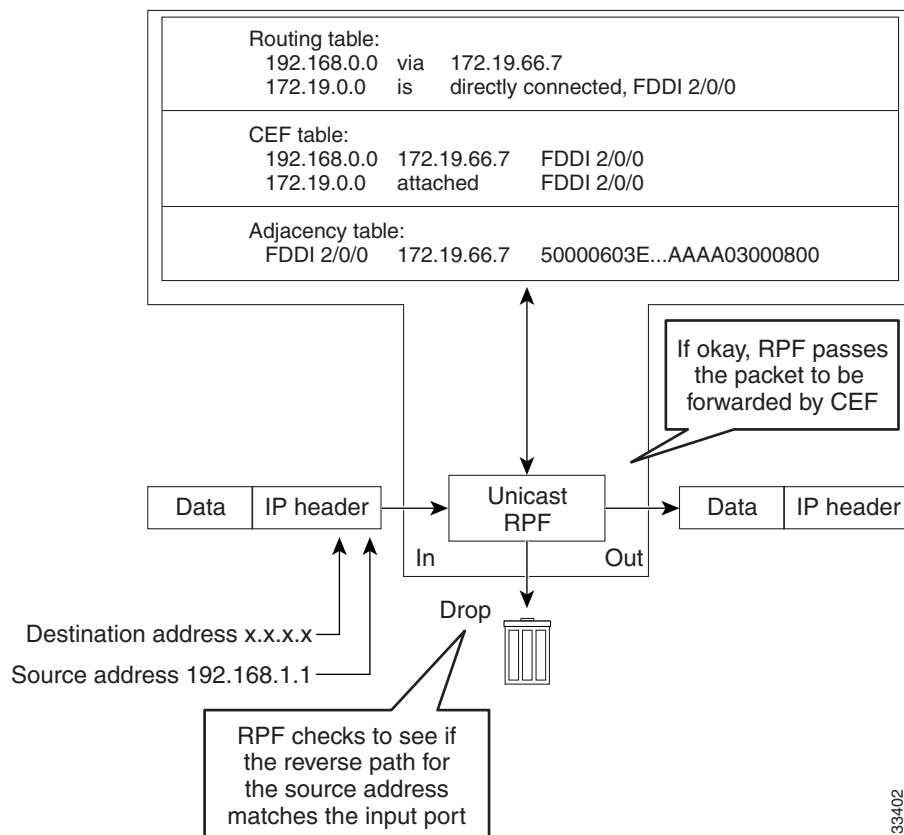 Routing table:
192.168.0.0 via 172.19.66.7
172.19.0.0 is directly connected, FDDI 2/0/0
CEF table:
192.168.0.0 172.19.66.7 FDDI 2/0/0
172.19.0.0 attached FDDI 2/0/0
Adjacency table:
FDDI 2/0/0 172.19.66.7 50000603E...AAAA03000800
If okay, RPF passes
the packet to be
forwarded by CEF
Data IP header
Unicast
RPF
Data IP header
In Out
Drop
Destination address x.x.x.x
Source address 192.168.1.1
RPF checks to see if
the reverse path for
the source address
matches the input port
33402